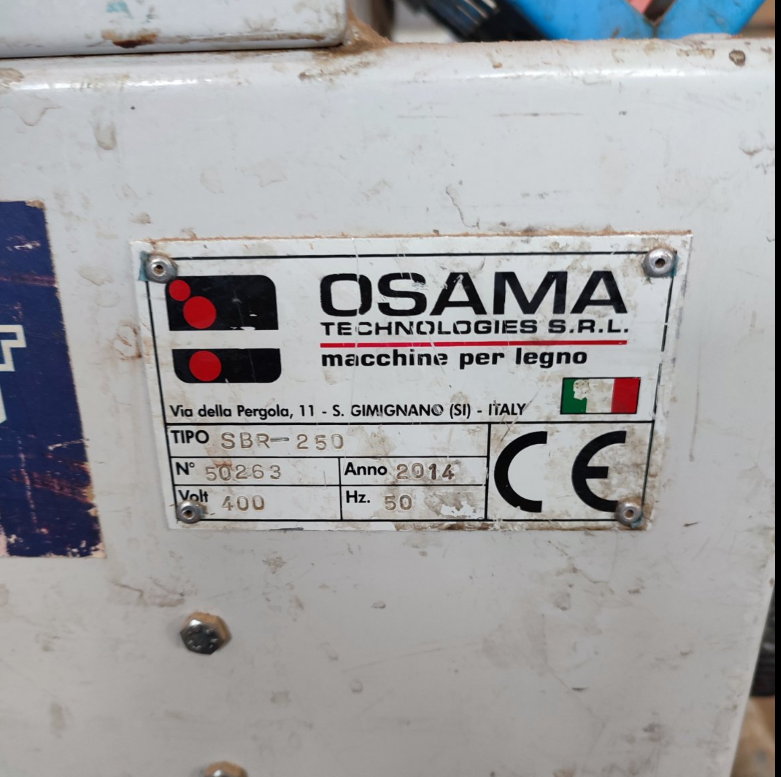 OSAMA
TECHNOLOGIES S.R.L.
macchine per legno
Via della Pergola, 11 - S. GIMIGNANO (SI) - ITALY
TIPO SBR-250
N° 50263 Anno 2014
Volt 400 Hz. 50
CE